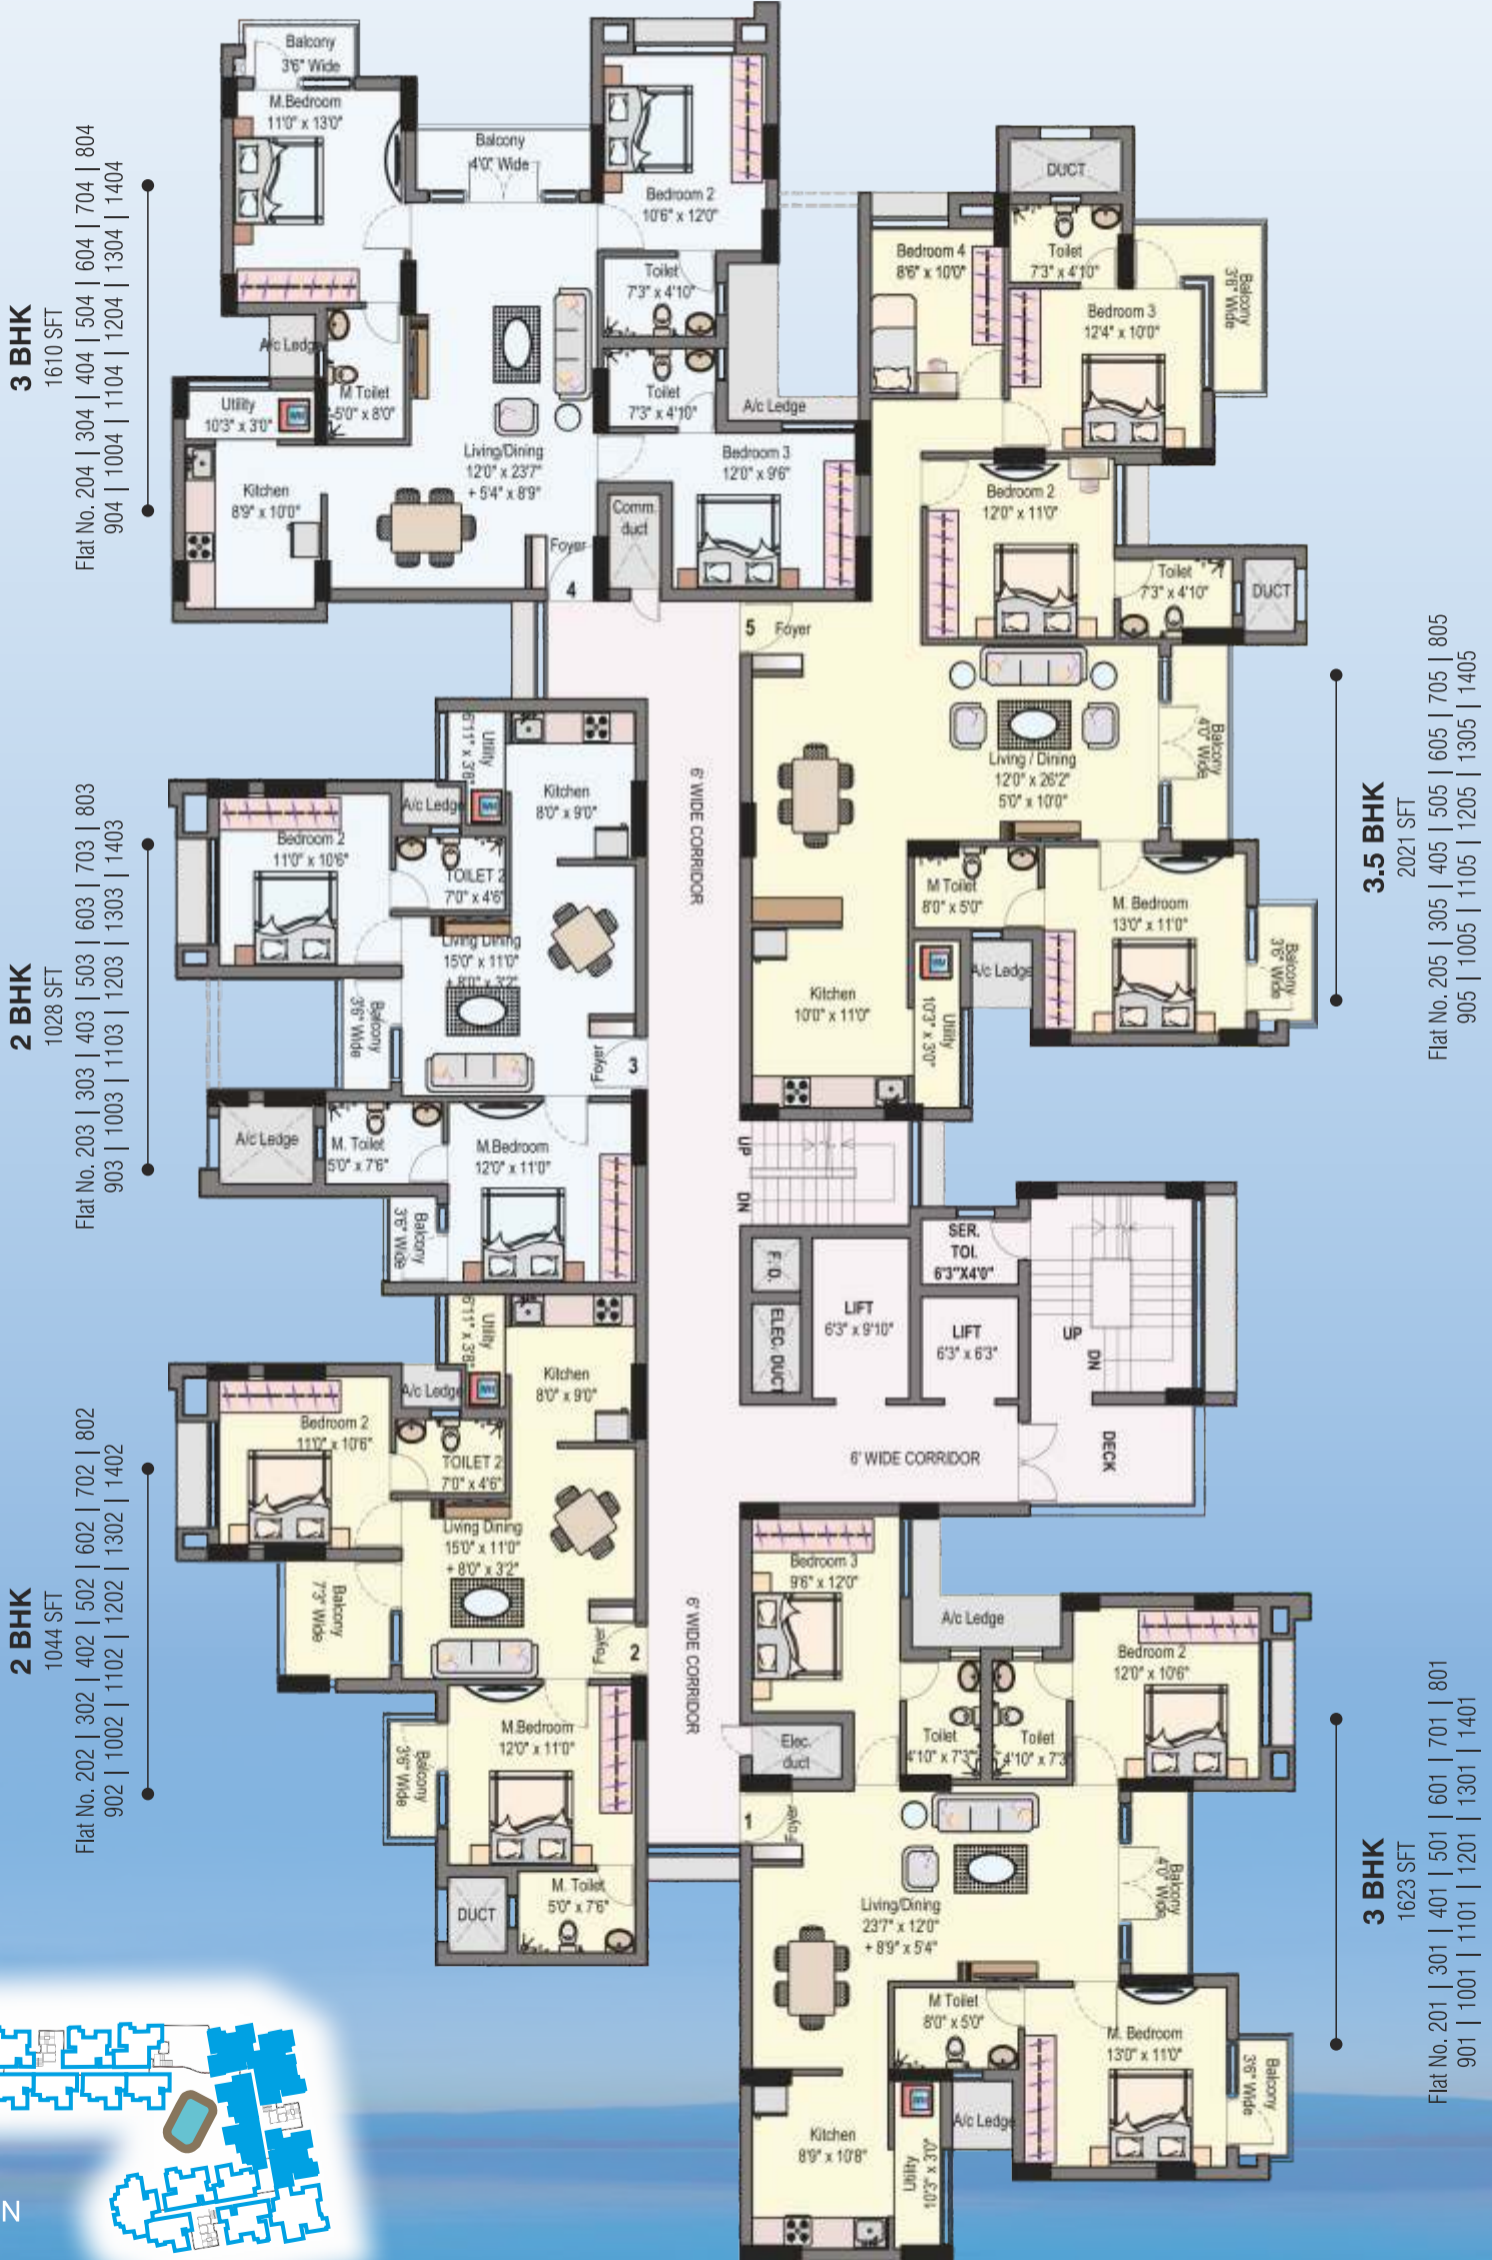 3 BHK
1610 SFT
Flat No. 204 | 304 | 404 | 504 | 604 | 704 | 804
904 | 1004 | 1104 | 1204 | 1304 | 1404
Balcony
3'6" Wide
M.Bedroom
11'0" x 13'0"
Balcony
4'0" Wide
Bedroom 2
10'6" x 12'0"
Toilet
7'3" x 4'10"
A/c Ledge
M Toilet
5'0" x 8'0"
Utility
10'3" x 3'0"
WM
Toilet
7'3" x 4'10"
A/c Ledge
Living/Dining
12'0" x 23'7"
+ 5'4" x 8'9"
Bedroom 3
12'0" x 9'6"
Kitchen
8'9" x 10'0"
Comm.
duct
Foyer
4
DUCT
Bedroom 4
8'6" x 10'0"
Toilet
7'3" x 4'10"
Balcony
3'6" Wide
Bedroom 3
12'4" x 10'0"
Bedroom 2
12'0" x 11'0"
Toilet
7'3" x 4'10"
DUCT
5
Foyer
Living / Dining
12'0" x 26'2"
5'0" x 10'0"
Balcony
4'0" Wide
M Toilet
8'0" x 5'0"
M. Bedroom
13'0" x 11'0"
Balcony
3'6" Wide
WM
A/c Ledge
Kitchen
10'0" x 11'0"
Utility
10'3" x 3'0"
3.5 BHK
2021 SFT
Flat No. 205 | 305 | 405 | 505 | 605 | 705 | 805
905 | 1005 | 1105 | 1205 | 1305 | 1405
6' WIDE CORRIDOR
2 BHK
1028 SFT
Flat No. 203 | 303 | 403 | 503 | 603 | 703 | 803
903 | 1003 | 1103 | 1203 | 1303 | 1403
Utility
6'11" x 3'8"
WM
Kitchen
8'0" x 9'0"
A/c Ledge
Bedroom 2
11'0" x 10'6"
TOILET 2
7'0" x 4'6"
Living Dining
15'0" x 11'0"
+ 8'0" x 3'2"
Balcony
3'6" Wide
Foyer
3
A/c Ledge
M. Toilet
5'0" x 7'6"
M.Bedroom
12'0" x 11'0"
Balcony
3'6" Wide
UP
DN
SER.
TOI.
6'3"X4'0"
F. D.
LIFT
6'3" x 9'10"
ELEC. DUCT
LIFT
6'3" x 6'3"
UP
DN
6' WIDE CORRIDOR
DECK
2 BHK
1044 SFT
Flat No. 202 | 302 | 402 | 502 | 602 | 702 | 802
902 | 1002 | 1102 | 1202 | 1302 | 1402
Utility
6'11" x 3'8"
WM
Kitchen
8'0" x 9'0"
A/c Ledge
Bedroom 2
11'0" x 10'6"
TOILET 2
7'0" x 4'6"
Living Dining
15'0" x 11'0"
+ 8'0" x 3'2"
Balcony
7'3" Wide
Foyer
2
M.Bedroom
12'0" x 11'0"
Balcony
3'6" Wide
DUCT
M. Toilet
5'0" x 7'6"
6' WIDE CORRIDOR
Bedroom 3
9'6" x 12'0"
A/c Ledge
Bedroom 2
12'0" x 10'6"
Toilet
4'10" x 7'3"
Toilet
4'10" x 7'3
Elec.
duct
1
Foyer
Living/Dining
23'7" x 12'0"
+ 8'9" x 5'4"
Balcony
4'0" Wide
M Toilet
8'0" x 5'0"
M. Bedroom
13'0" x 11'0"
Balcony
3'6" Wide
WM
A/c Ledge
Kitchen
8'9" x 10'8"
Utility
10'3" x 3'0"
3 BHK
1623 SFT
Flat No. 201 | 301 | 401 | 501 | 601 | 701 | 801
901 | 1001 | 1101 | 1201 | 1301 | 1401
N